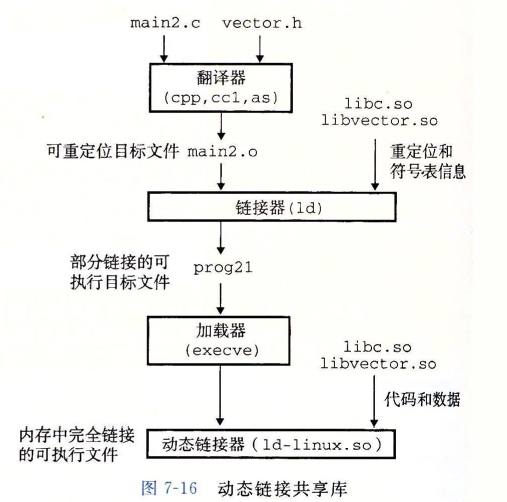 main2.c vector.h
翻译器
(cpp,cc1,as)
libc.so
libvector.so
可重定位目标文件 main2.o
重定位和
符号表信息
链接器(ld)
部分链接的可
执行目标文件
prog21
加载器
(execve)
libc.so
libvector.so
代码和数据
内存中完全链接
的可执行文件
动态链接器(ld-linux.so)
图 7-16 动态链接共享库